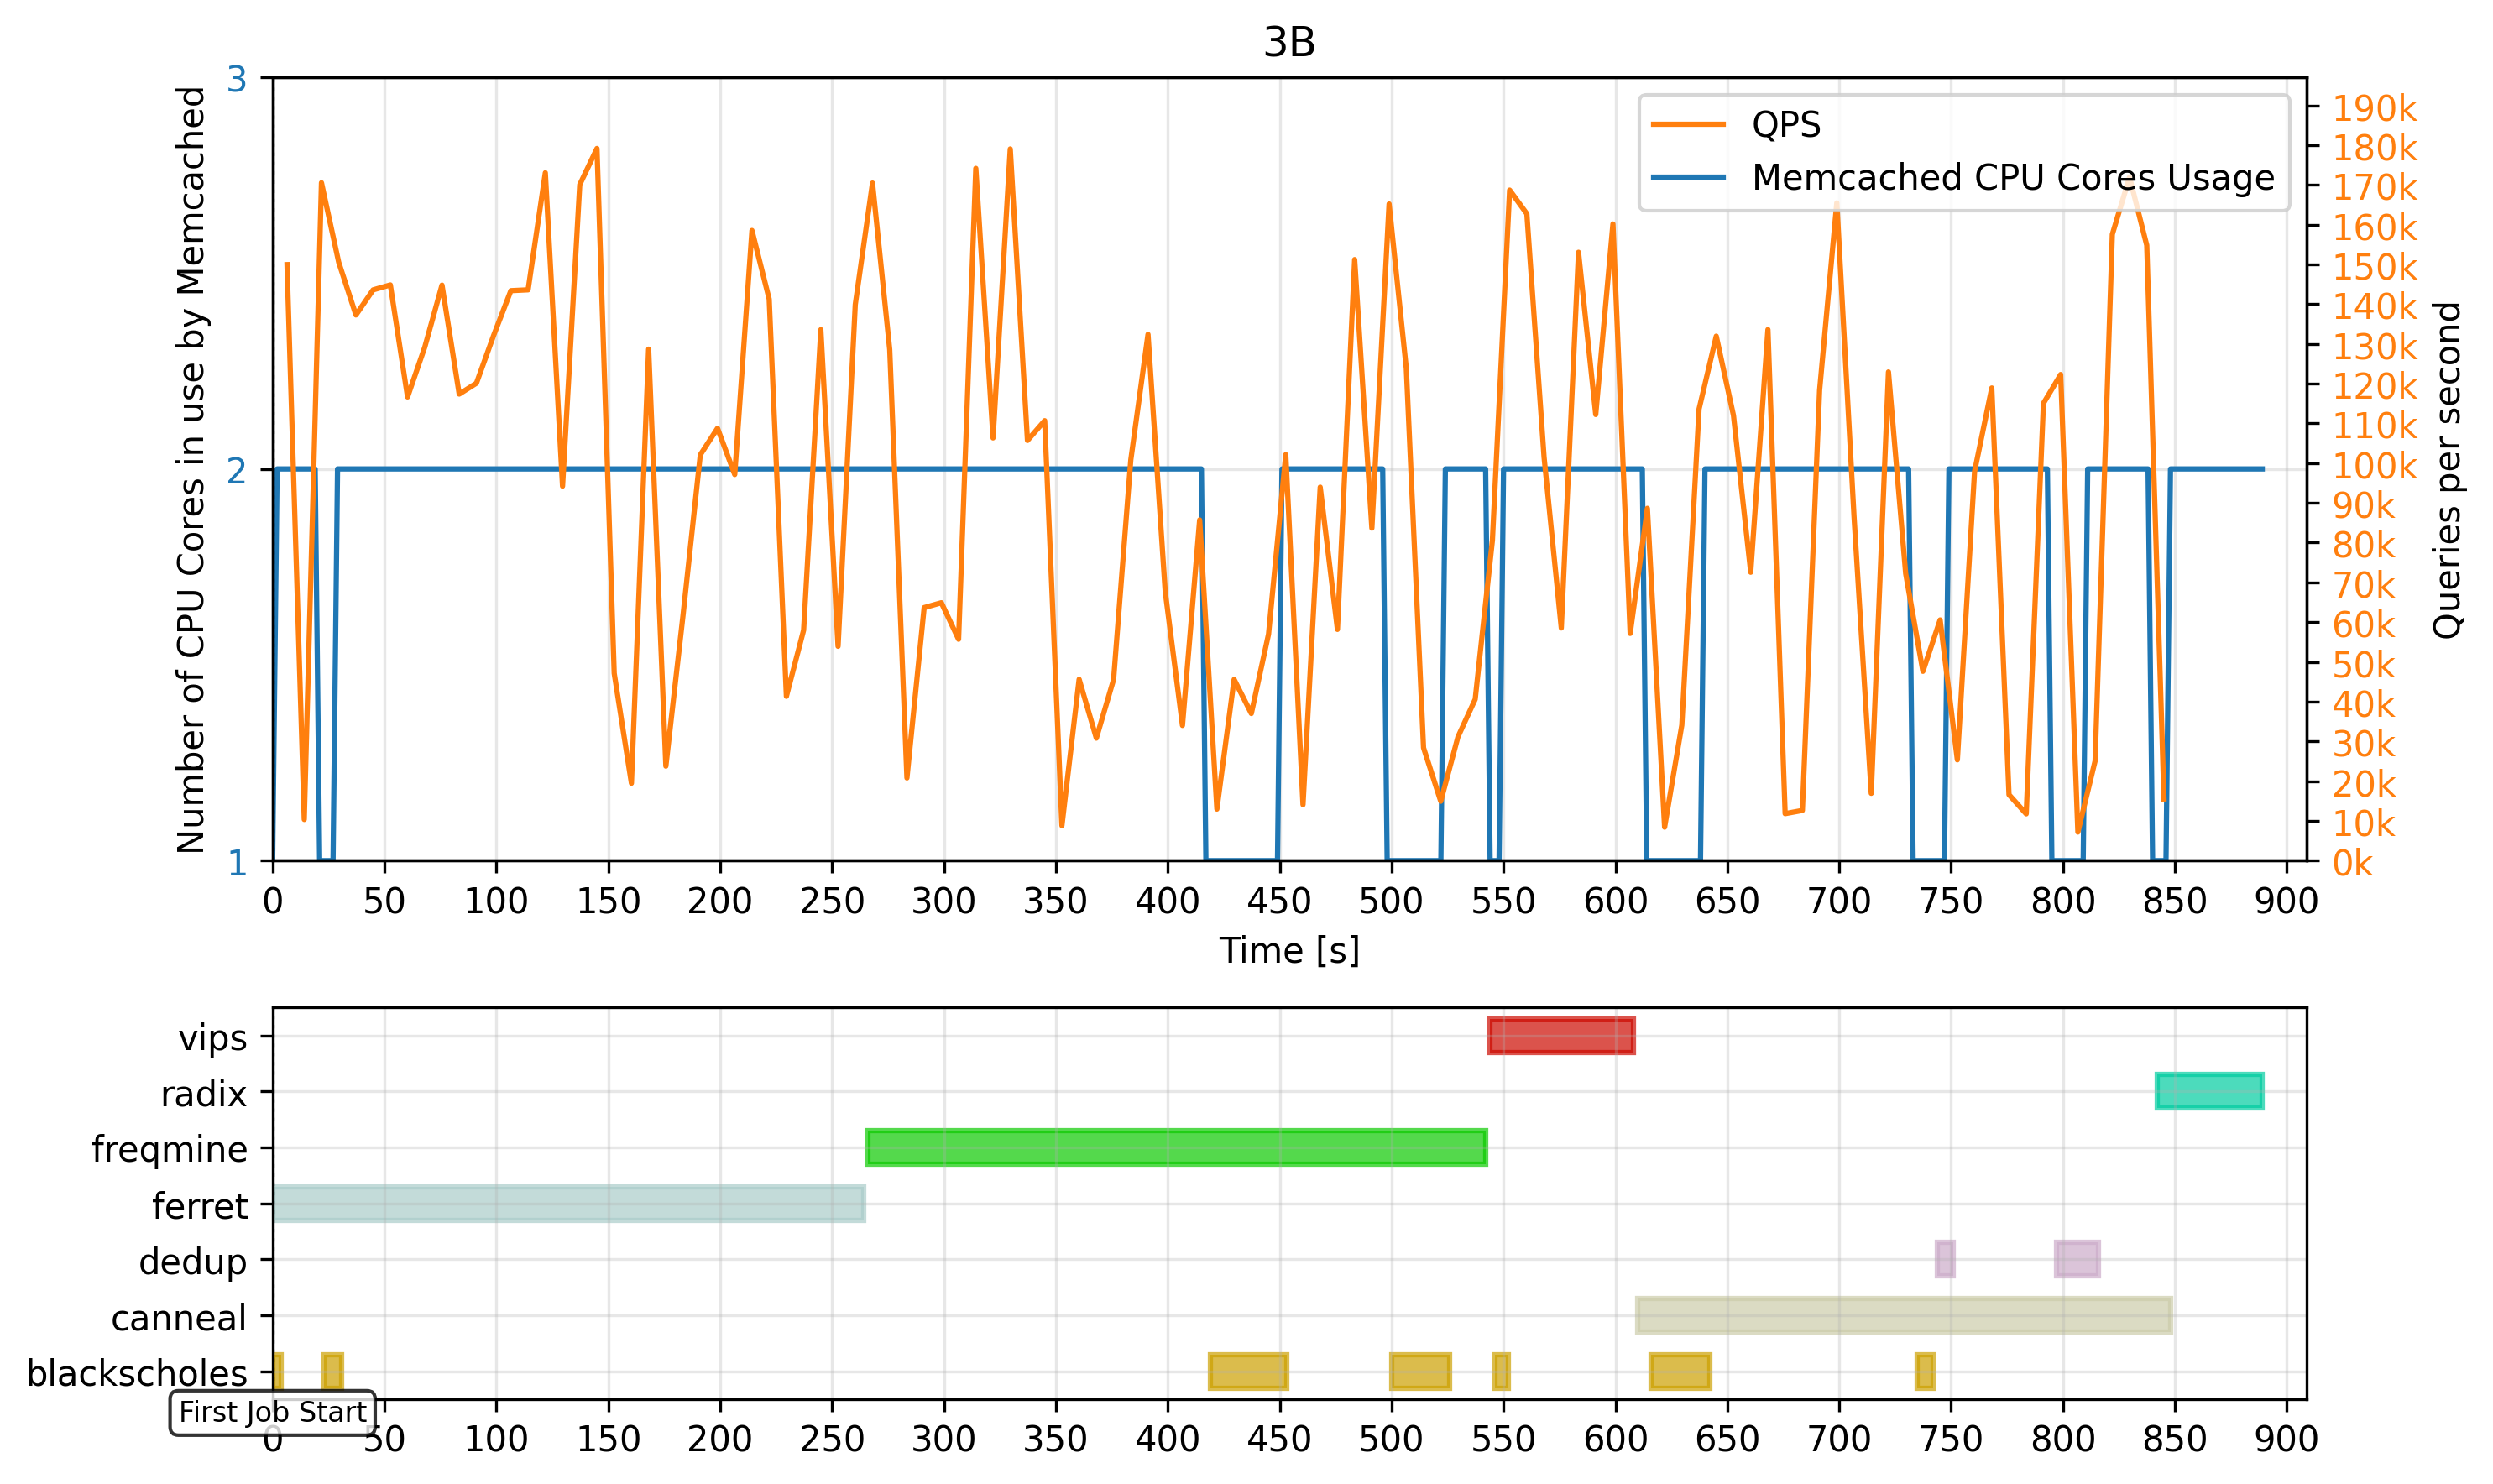 3B
Number of CPU Cores in use by Memcached
3
2
1
QPS
Memcached CPU Cores Usage
190k
180k
170k
160k
150k
140k
130k
120k
110k
100k
90k
80k
70k
60k
50k
40k
30k
20k
10k
0k
Queries per second
0 50 100 150 200 250 300 350 400 450 500 550 600 650 700 750 800 850 900
Time [s]
vips
radix
freqmine
ferret
dedup
canneal
blackscholes
First Job Start
0 50 100 150 200 250 300 350 400 450 500 550 600 650 700 750 800 850 900